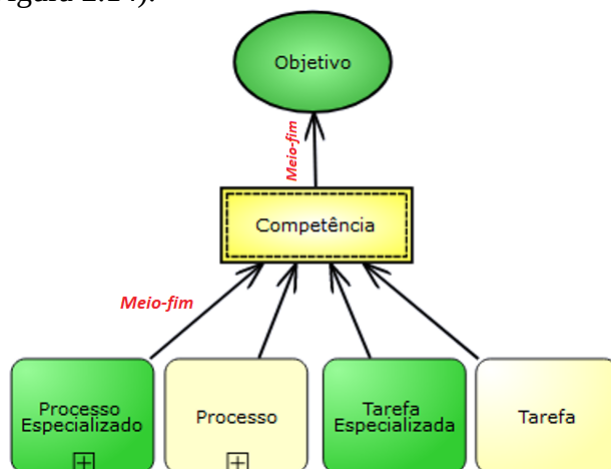 Objetivo
Meio-fim
Competência
Meio-fim
Processo
Especializado
Processo
Tarefa
Especializada
Tarefa